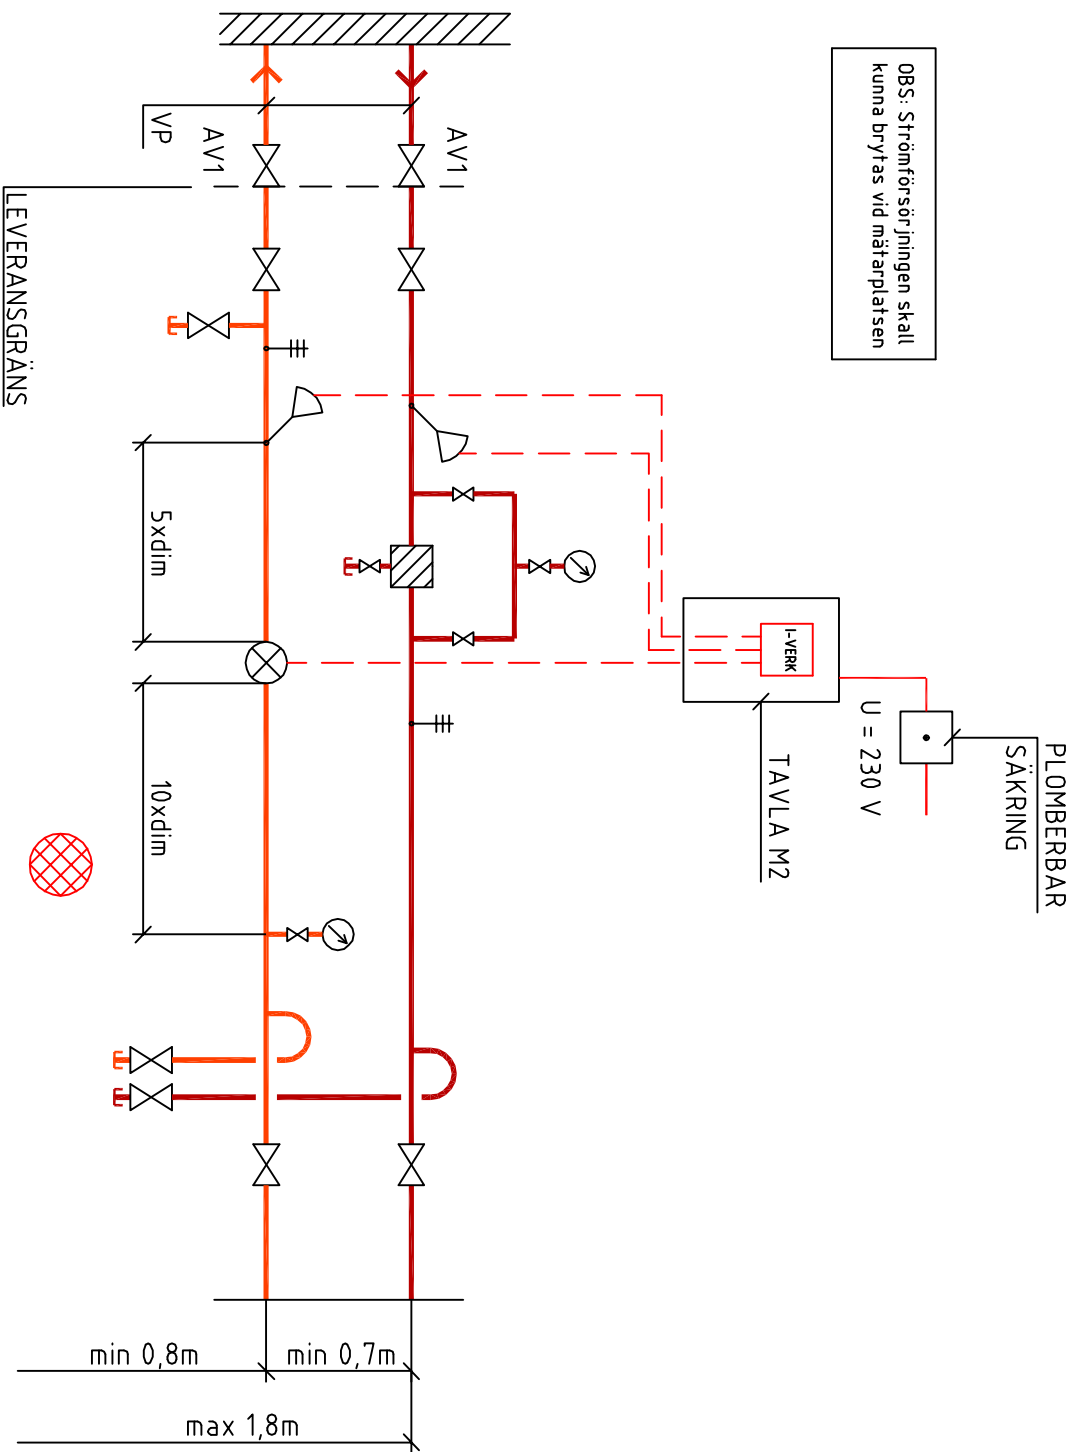 OBS: Strömförsörjningen skall
kunna brytas vid mätarplatsen
PLOMBERBAR
SÄKRING
U = 230 V
TAVLA M2
I-VERK
AV1
AV1
VP
LEVERANSGRÄNS
5xdim
10xdim
min 0,8m
min 0,7m
max 1,8m